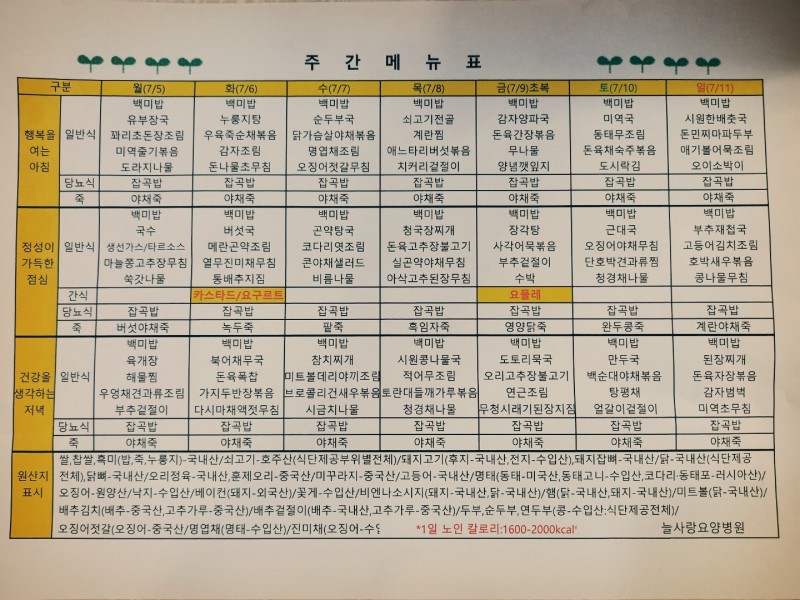 주 간 메 뉴 표
구분 월(7/5) 화(7/6) 수(7/7) 목(7/8) 금(7/9)초복 토(7/10) 일(7/11)
행복을 여는 아침
일반식
백미밥 백미밥 백미밥 백미밥 백미밥 백미밥 백미밥
유부장국 누룽지탕 순두부국 쇠고기전골 감자양파국 미역국 시원한배춧국
꽈리초돈장조림 우육죽순채볶음 닭가슴살야채볶음 계란찜 돈육간장볶음 동태무조림 돈민찌마파두부
미역줄기볶음 감자조림 명엽채조림 애느타리버섯볶음 무나물 돈육채숙주볶음 애기볼어묵조림
도라지나물 돈나물초무침 오징어젓갈무침 치커리겉절이 양념깻잎지 도시락김 오이소박이
당뇨식 잡곡밥 잡곡밥 잡곡밥 잡곡밥 잡곡밥 잡곡밥 잡곡밥
죽 야채죽 야채죽 야채죽 야채죽 야채죽 야채죽 야채죽
정성이 가득한 점심
일반식
백미밥 백미밥 백미밥 백미밥 백미밥 백미밥 백미밥
국수 버섯국 곤약탕국 청국장찌개 장각탕 근대국 부추재첩국
생선가스/타르소스 메란곤약조림 코다리엿조림 돈육고추장불고기 사각어묵볶음 오징어야채무침 고등어김치조림
마늘쫑고추장무침 열무진미채무침 콘야채샐러드 실곤약야채무침 부추겉절이 단호박견과류찜 호박새우볶음
쑥갓나물 동배추지짐 비름나물 아삭고추된장무침 수박 청경채나물 콩나물무침
간식 카스타드/요구르트 요플레
당뇨식 잡곡밥 잡곡밥 잡곡밥 잡곡밥 잡곡밥 잡곡밥 잡곡밥
죽 버섯야채죽 녹두죽 팥죽 흑임자죽 영양닭죽 완두콩죽 계란야채죽
건강을 생각하는 저녁
일반식
백미밥 백미밥 백미밥 백미밥 백미밥 백미밥 백미밥
육개장 북어채무국 참치찌개 시원콩나물국 도토리묵국 만두국 된장찌개
해물찜 돈육폭찹 미트볼데리야끼조림 적어무조림 오리고추장불고기 백순대야채볶음 돈육자장볶음
우엉채견과류조림 가지두반장볶음 브로콜리건새우볶음 토란대들깨가루볶음 연근조림 탕평채 감자범벅
부추겉절이 다시마채액젓무침 시금치나물 청경채나물 무청시래기된장지짐 얼갈이겉절이 미역초무침
당뇨식 잡곡밥 잡곡밥 잡곡밥 잡곡밥 잡곡밥 잡곡밥 잡곡밥
죽 야채죽 야채죽 야채죽 야채죽 야채죽 야채죽 야채죽
원산지 표시
쌀,찹쌀,흑미(밥,죽,누룽지)-국내산/쇠고기-호주산(식단제공부위별전체)/돼지고기(후지-국내산,전지-수입산),돼지잡뼈-국내산/닭-국내산(식단제공
전체),닭뼈-국내산/오리정육-국내산,훈제오리-중국산/미꾸라지-중국산/고등어-국내산/명태(동태-미국산,동태고니-수입산,코다리·동태포-러시아산)/
오징어-원양산/낙지-수입산/베이컨(돼지-외국산)/꽃게-수입산/비엔나소시지(돼지-국내산,닭-국내산)/햄(닭-국내산,돼지-국내산)/미트볼(닭-국내산)/
배추김치(배추-중국산,고추가루-중국산)/배추겉절이(배추-국내산,고추가루-중국산)/두부,순두부,연두부(콩-수입산:식단제공전체)/
오징어젓갈(오징어-중국산/명엽채(명태-수입산/진미채(오징어-수입 *1일 노인 칼로리:1600-2000kcal* 늘사랑요양병원